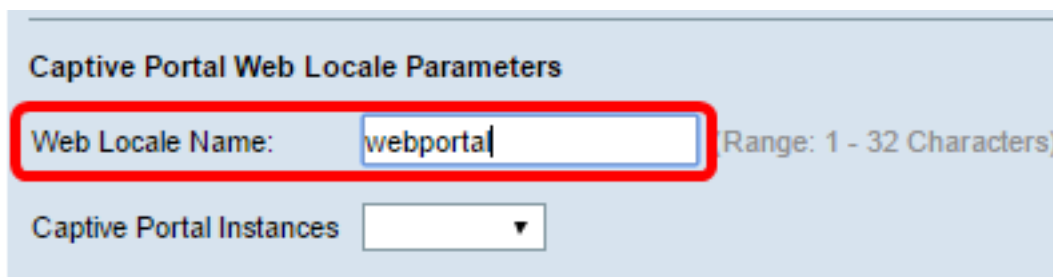 Captive Portal Web Locale Parameters
Web Locale Name: webportal (Range: 1 - 32 Characters)
Captive Portal Instances